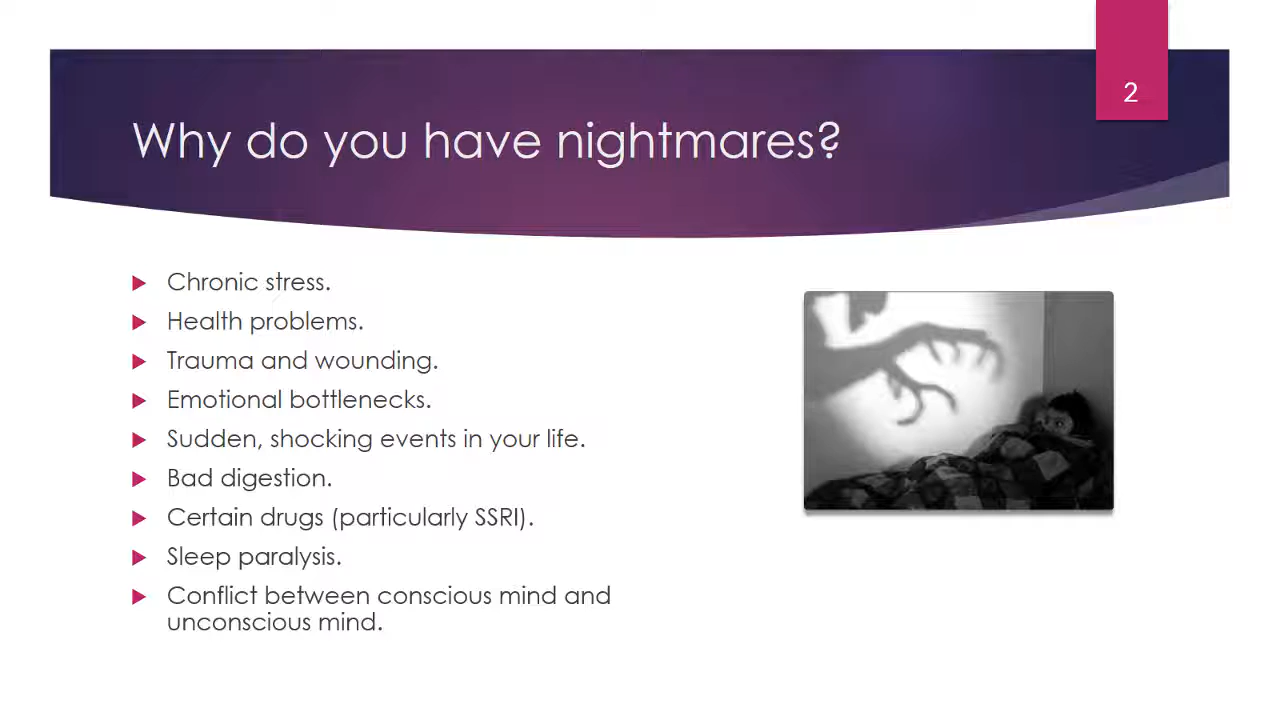 2
Why do you have nightmares?
Chronic stress.
Health problems.
Trauma and wounding.
Emotional bottlenecks.
Sudden, shocking events in your life.
Bad digestion.
Certain drugs (particularly SSRI).
Sleep paralysis.
Conflict between conscious mind and
unconscious mind.